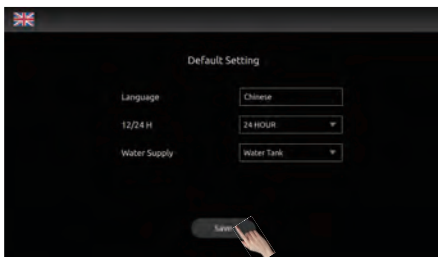 Default Setting
Language Chinese
12/24 H 24 HOUR
Water Supply Water Tank
Save